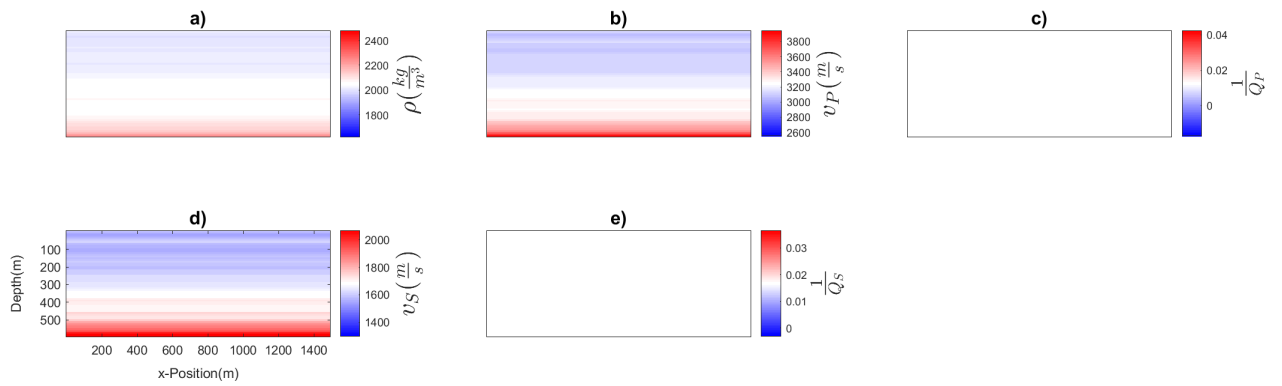 a)
2400
2200
2000
1800
ρ(kg/m³)
b)
3800
3600
3400
3200
3000
2800
2600
v_P(m/s)
c)
0.04
0.02
0
1/Q_P
d)
Depth(m)
100
200
300
400
500
200 400 600 800 1000 1200 1400
x-Position(m)
2000
1800
1600
1400
v_S(m/s)
e)
0.03
0.02
0.01
0
1/Q_S